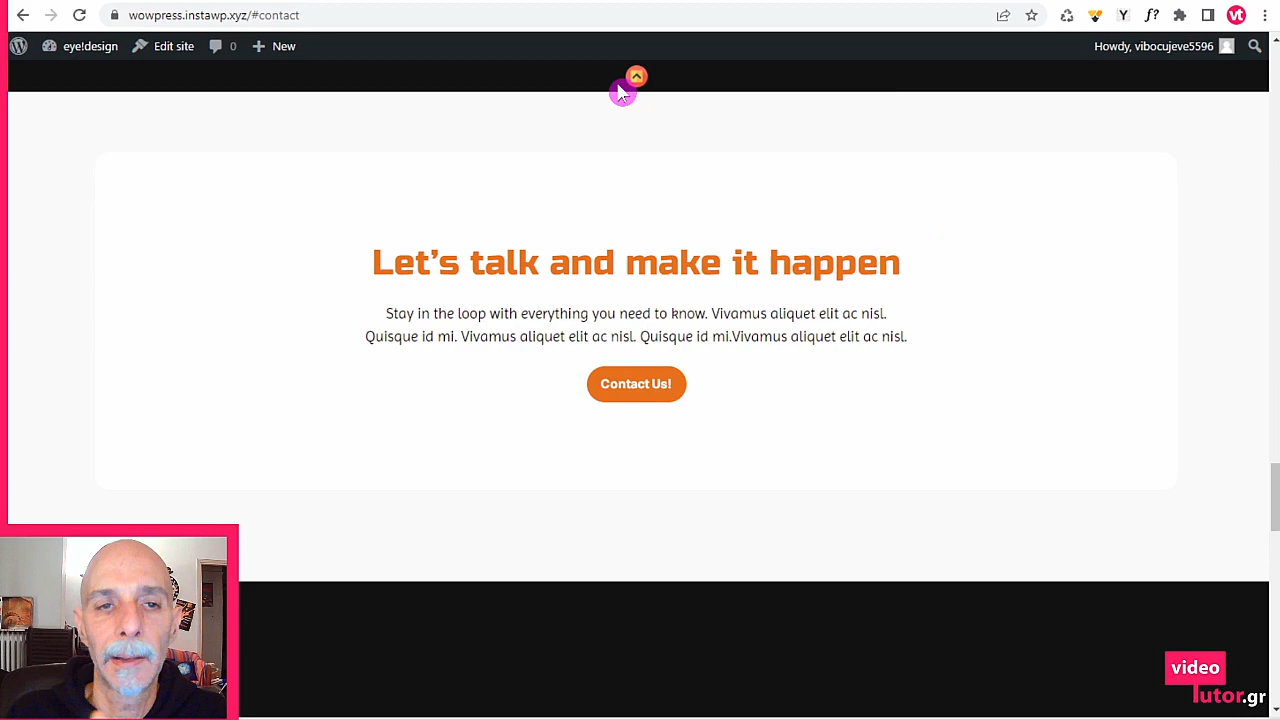 wowpress.instawp.xyz/#contact
eye!design Edit site 0 New Howdy, vibocujeve5596
Let's talk and make it happen
Stay in the loop with everything you need to know. Vivamus aliquet elit ac nisl.
Quisque id mi. Vivamus aliquet elit ac nisl. Quisque id mi.Vivamus aliquet elit ac nisl.
Contact Us!
video
tutor.gr